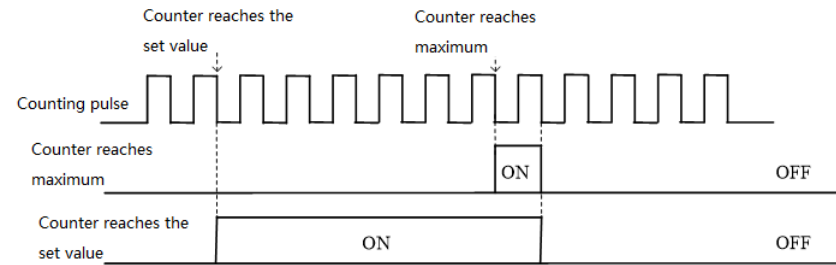 Counter reaches the
set value
Counter reaches
maximum
Counting pulse
Counter reaches
maximum
ON
OFF
Counter reaches the
set value
ON
OFF